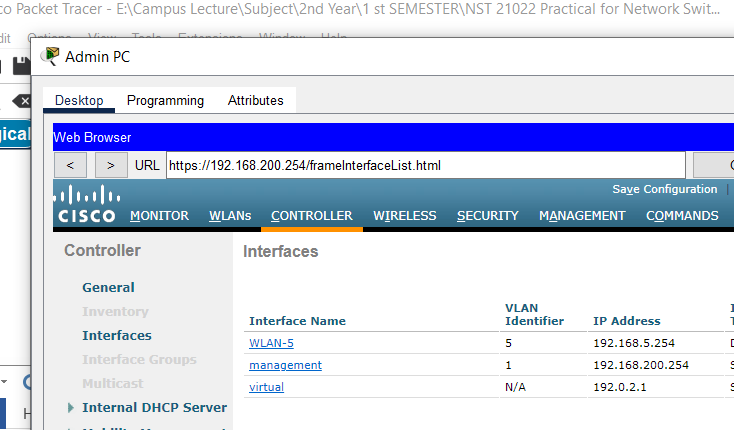 co Packet Tracer - E:\Campus Lecture\Subject\2nd Year\1 st SEMESTER\NST 21022 Practical for Network Swit...
Admin PC
Desktop Programming Attributes
gical
Web Browser
< > URL https://192.168.200.254/frameInterfaceList.html
Save Configuration
CISCO MONITOR WLANs CONTROLLER WIRELESS SECURITY MANAGEMENT COMMANDS
Controller
Interfaces
General
Inventory
Interfaces
Interface Groups
Multicast
Internal DHCP Server
Interface Name VLAN Identifier IP Address
WLAN-5 5 192.168.5.254
management 1 192.168.200.254
virtual N/A 192.0.2.1